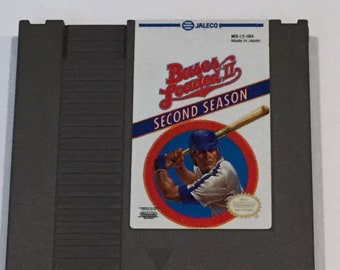 JALECO
Made in Japan
Bases
Loaded II
SECOND SEASON